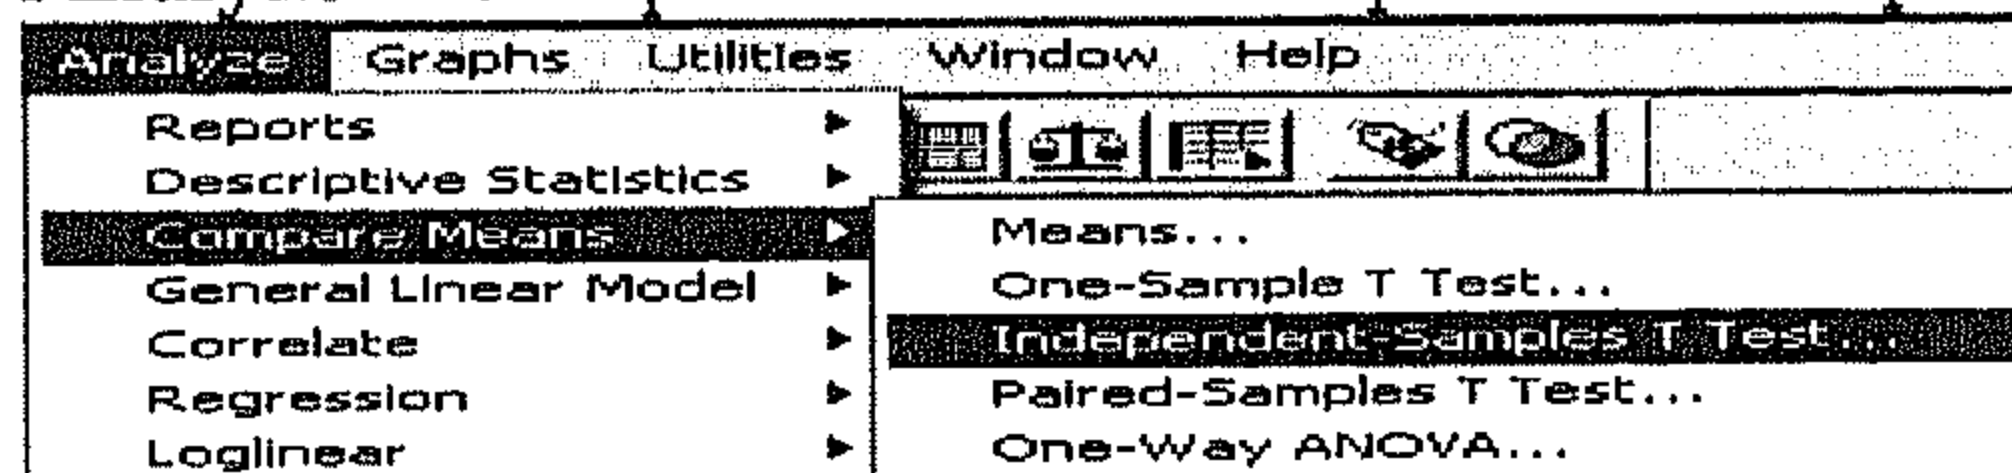 Analyze Graphs Utilities Window Help
Reports
Descriptive Statistics
Compare Means
General Linear Model
Correlate
Regression
Loglinear
Means...
One-Sample T Test...
Independent-Samples T Test...
Paired-Samples T Test...
One-Way ANOVA...